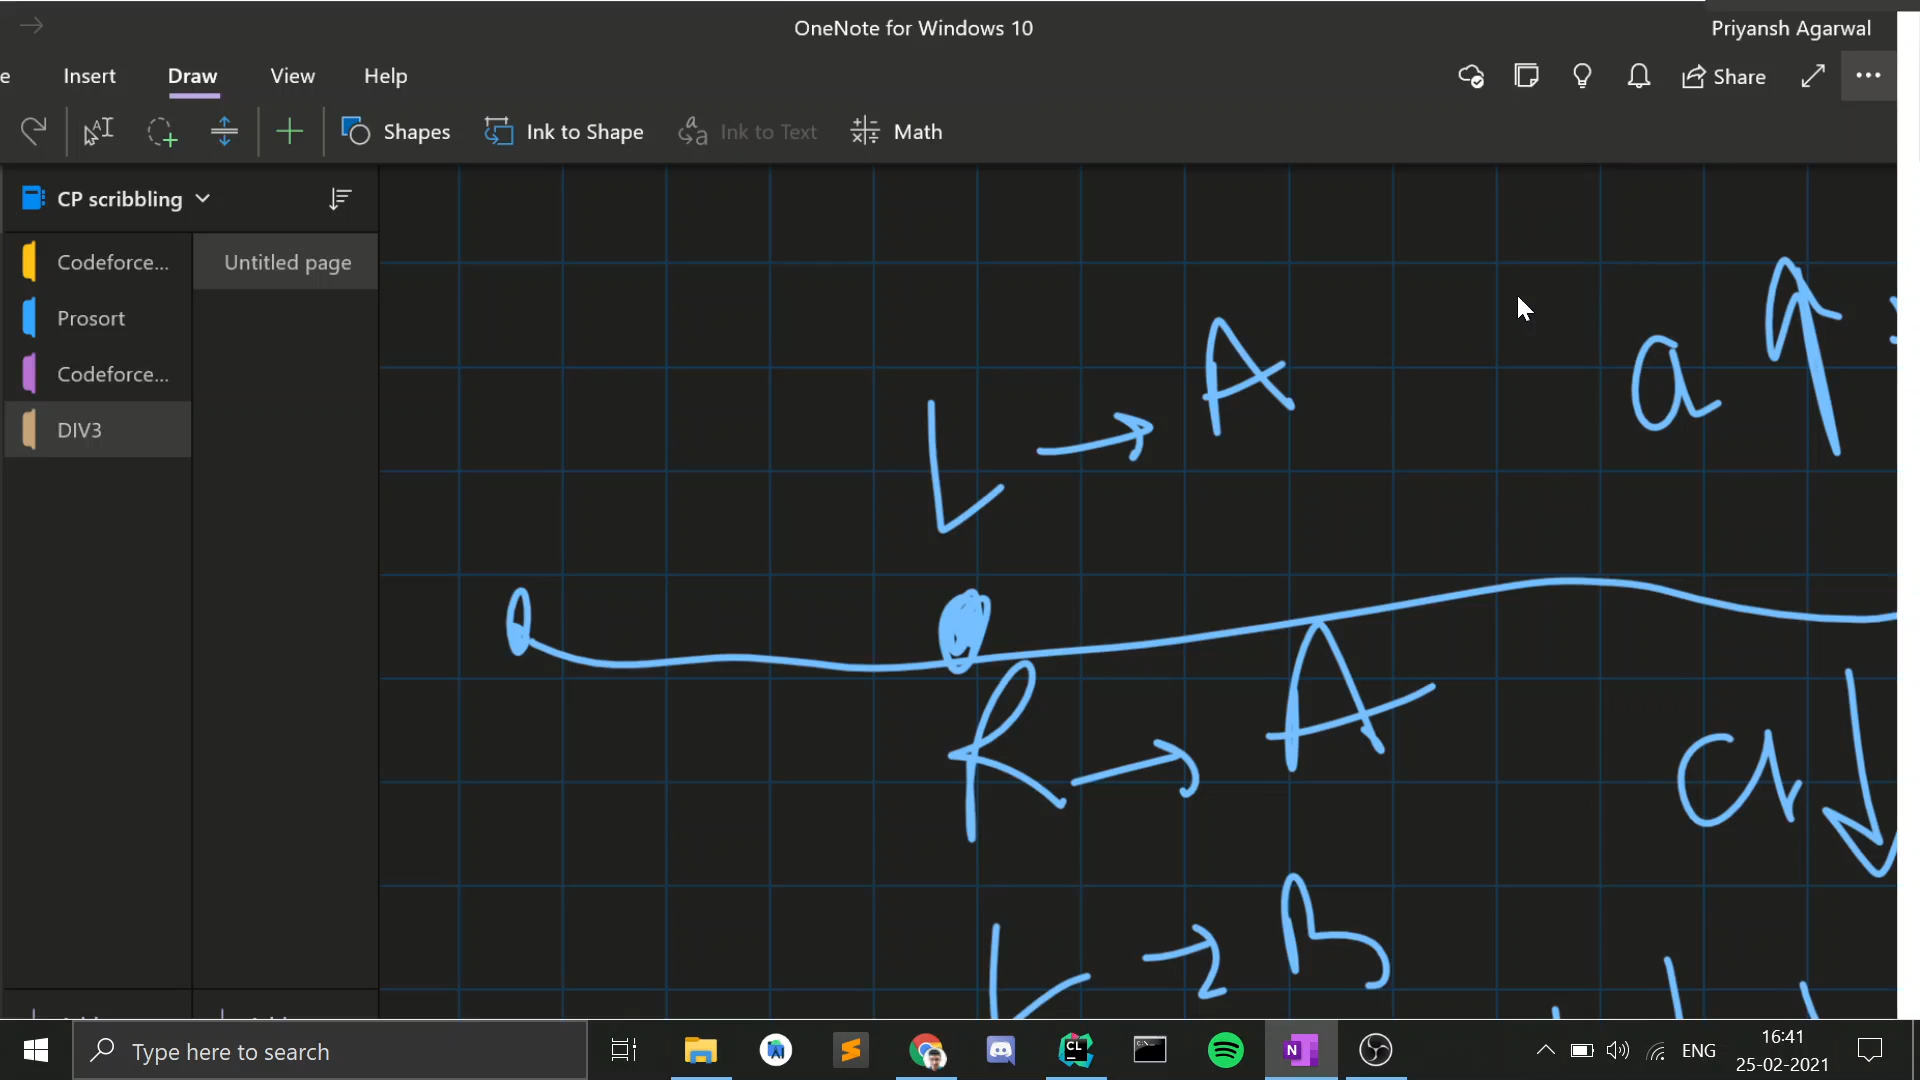 OneNote for Windows 10
Priyansh Agarwal
e Insert Draw View Help
Share
Shapes Ink to Shape Ink to Text Math
CP scribbling
Codeforce... Untitled page
Prosort
Codeforce...
DIV3
L → A a ↑
R → A a ↓
L → B
Type here to search
ENG
16:41
25-02-2021